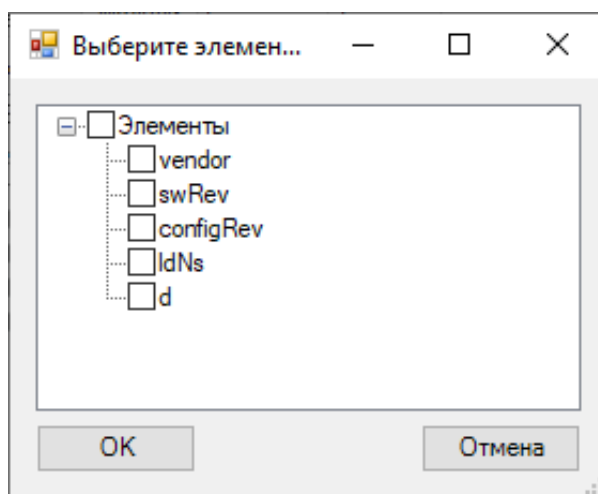 Выберите элемен...
Элементы
vendor
swRev
configRev
ldNs
d
OK
Отмена